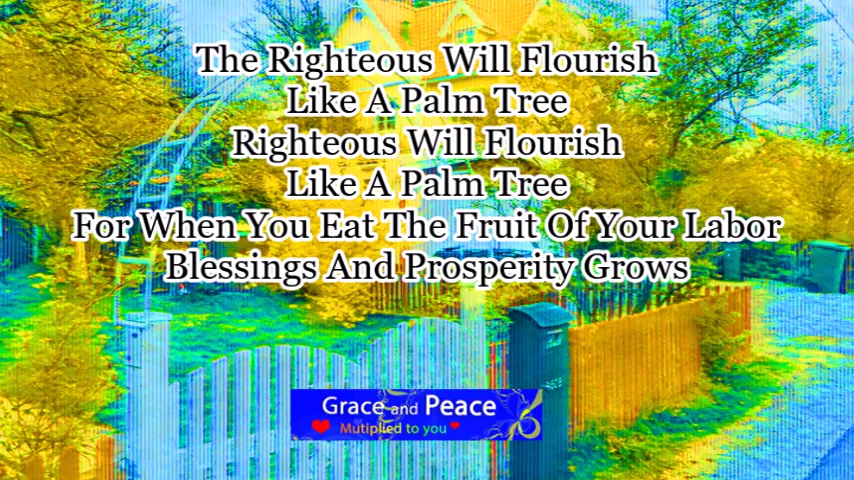 The Righteous Will Flourish
Like A Palm Tree
Righteous Will Flourish
Like A Palm Tree
For When You Eat The Fruit Of Your Labor
Blessings And Prosperity Grows
Grace and Peace
Mutiplied to you